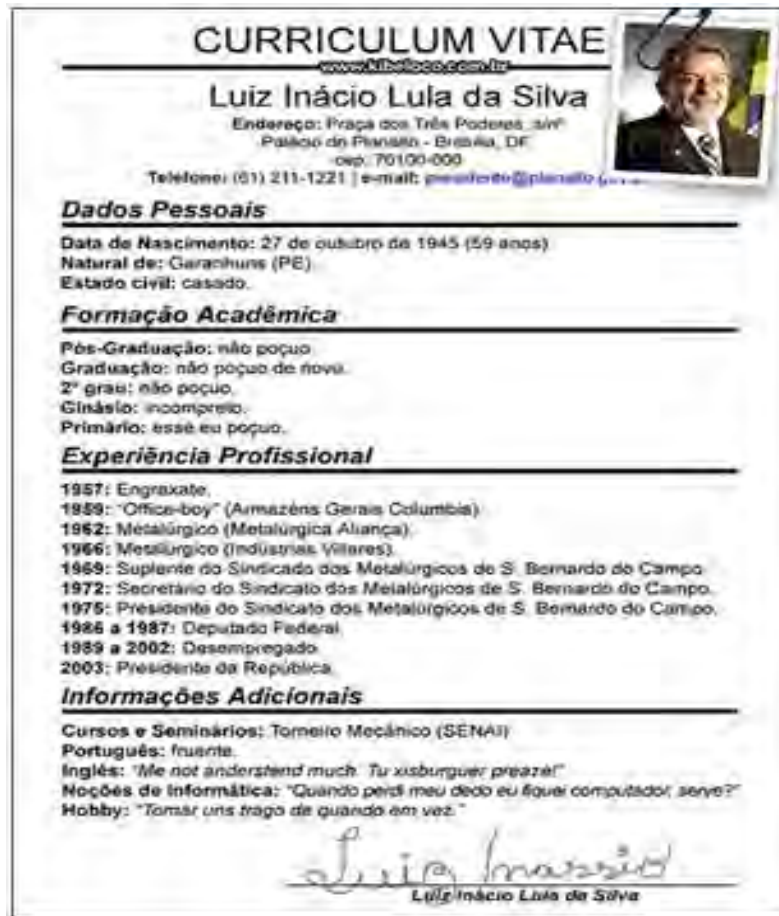 CURRICULUM VITAE
www.kibeloco.com.br
Luiz Inácio Lula da Silva
Endereço: Praça dos Três Poderes, s/nº
Palácio do Planalto - Brasília, DF
cep: 70100-000
Telefone: (61) 211-1221 | e-mail: presidente@planalto
Dados Pessoais
Data de Nascimento: 27 de outubro de 1945 (59 anos)
Natural de: Garanhuns (PE).
Estado civil: casado.
Formação Acadêmica
Pós-Graduação: não poçuo.
Graduação: não poçuo de novo.
2º grau: não poçuo.
Ginásio: incompreto.
Primário: esse eu poçuo.
Experiência Profissional
1957: Engraxate.
1959: "Office-boy" (Armazéns Gerais Columbia).
1962: Metalúrgico (Metalúrgica Aliança).
1966: Metalúrgico (Indústrias Villares).
1969: Suplente do Sindicado dos Metalúrgicos de S. Bernardo do Campo.
1972: Secretário do Sindicato dos Metalúrgicos de S. Bernardo do Campo.
1975: Presidente do Sindicato dos Metalúrgicos de S. Bernardo do Campo.
1986 a 1987: Deputado Federal.
1989 a 2002: Desempregado.
2003: Presidente da República.
Informações Adicionais
Cursos e Seminários: Torneiro Mecânico (SENAI)
Português: fruente.
Inglês: "Me not anderstend much. Tu xisburguer preaze!"
Noções de Informática: "Quando perdi meu dedo eu fiquei computador, serve?"
Hobby: "Tomar uns trago de quando em vez."
Luiz Inassio
Luiz Inácio Lula da Silva